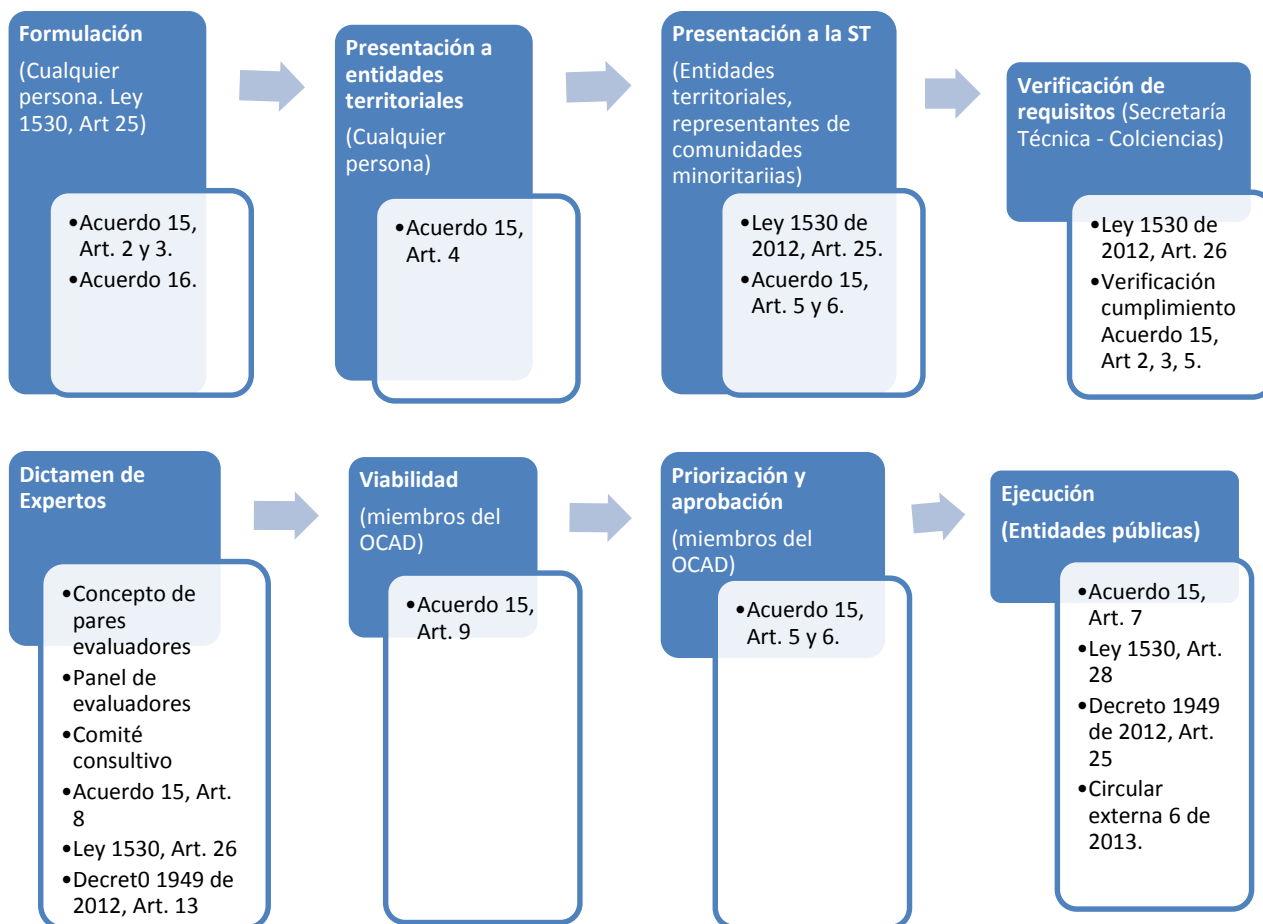 Formulación
(Cualquier
persona. Ley
1530, Art 25)
•Acuerdo 15,
Art. 2 y 3.
•Acuerdo 16.
Presentación a
entidades
territoriales
(Cualquier
persona)
•Acuerdo 15,
Art. 4
Presentación a la ST
(Entidades
territoriales,
representantes de
comunidades
minoritariias)
•Ley 1530 de
2012, Art. 25.
•Acuerdo 15,
Art. 5 y 6.
Verificación de
requisitos (Secretaría
Técnica - Colciencias)
•Ley 1530 de
2012, Art. 26
•Verificación
cumplimiento
Acuerdo 15,
Art 2, 3, 5.
Dictamen de
Expertos
•Concepto de
pares
evaluadores
•Panel de
evaluadores
•Comité
consultivo
•Acuerdo 15, Art.
8
•Ley 1530, Art. 26
•Decret0 1949 de
2012, Art. 13
Viabilidad
(miembros del
OCAD)
•Acuerdo 15,
Art. 9
Priorización y
aprobación
(miembros del
OCAD)
•Acuerdo 15,
Art. 5 y 6.
Ejecución
(Entidades públicas)
•Acuerdo 15,
Art. 7
•Ley 1530, Art.
28
•Decreto 1949
de 2012, Art.
25
•Circular
externa 6 de
2013.